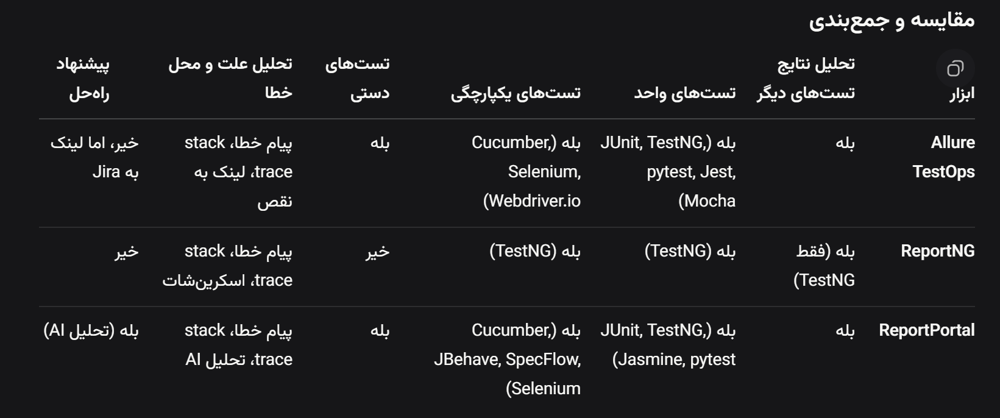 مقایسه و جمع‌بندی
ابزار
تحلیل نتایج
تست‌های دیگر
تست‌های واحد
تست‌های یکپارچگی
تست‌های
دستی
تحلیل علت و محل
خطا
پیشنهاد
راه‌حل
Allure
TestOps
بله
بله (JUnit, TestNG,
pytest, Jest,
Mocha)
بله (Cucumber,
Selenium,
Webdriver.io)
بله
پیام خطا، stack
trace، لینک به
نقص
خیر، اما لینک
به Jira
ReportNG
بله (فقط
TestNG)
بله (TestNG)
بله (TestNG)
خیر
پیام خطا، stack
trace، اسکرین‌شات
خیر
ReportPortal
بله
بله (JUnit, TestNG,
Jasmine, pytest)
بله (Cucumber,
JBehave, SpecFlow,
Selenium)
بله
پیام خطا، stack
trace، تحلیل AI
بله (تحلیل AI)